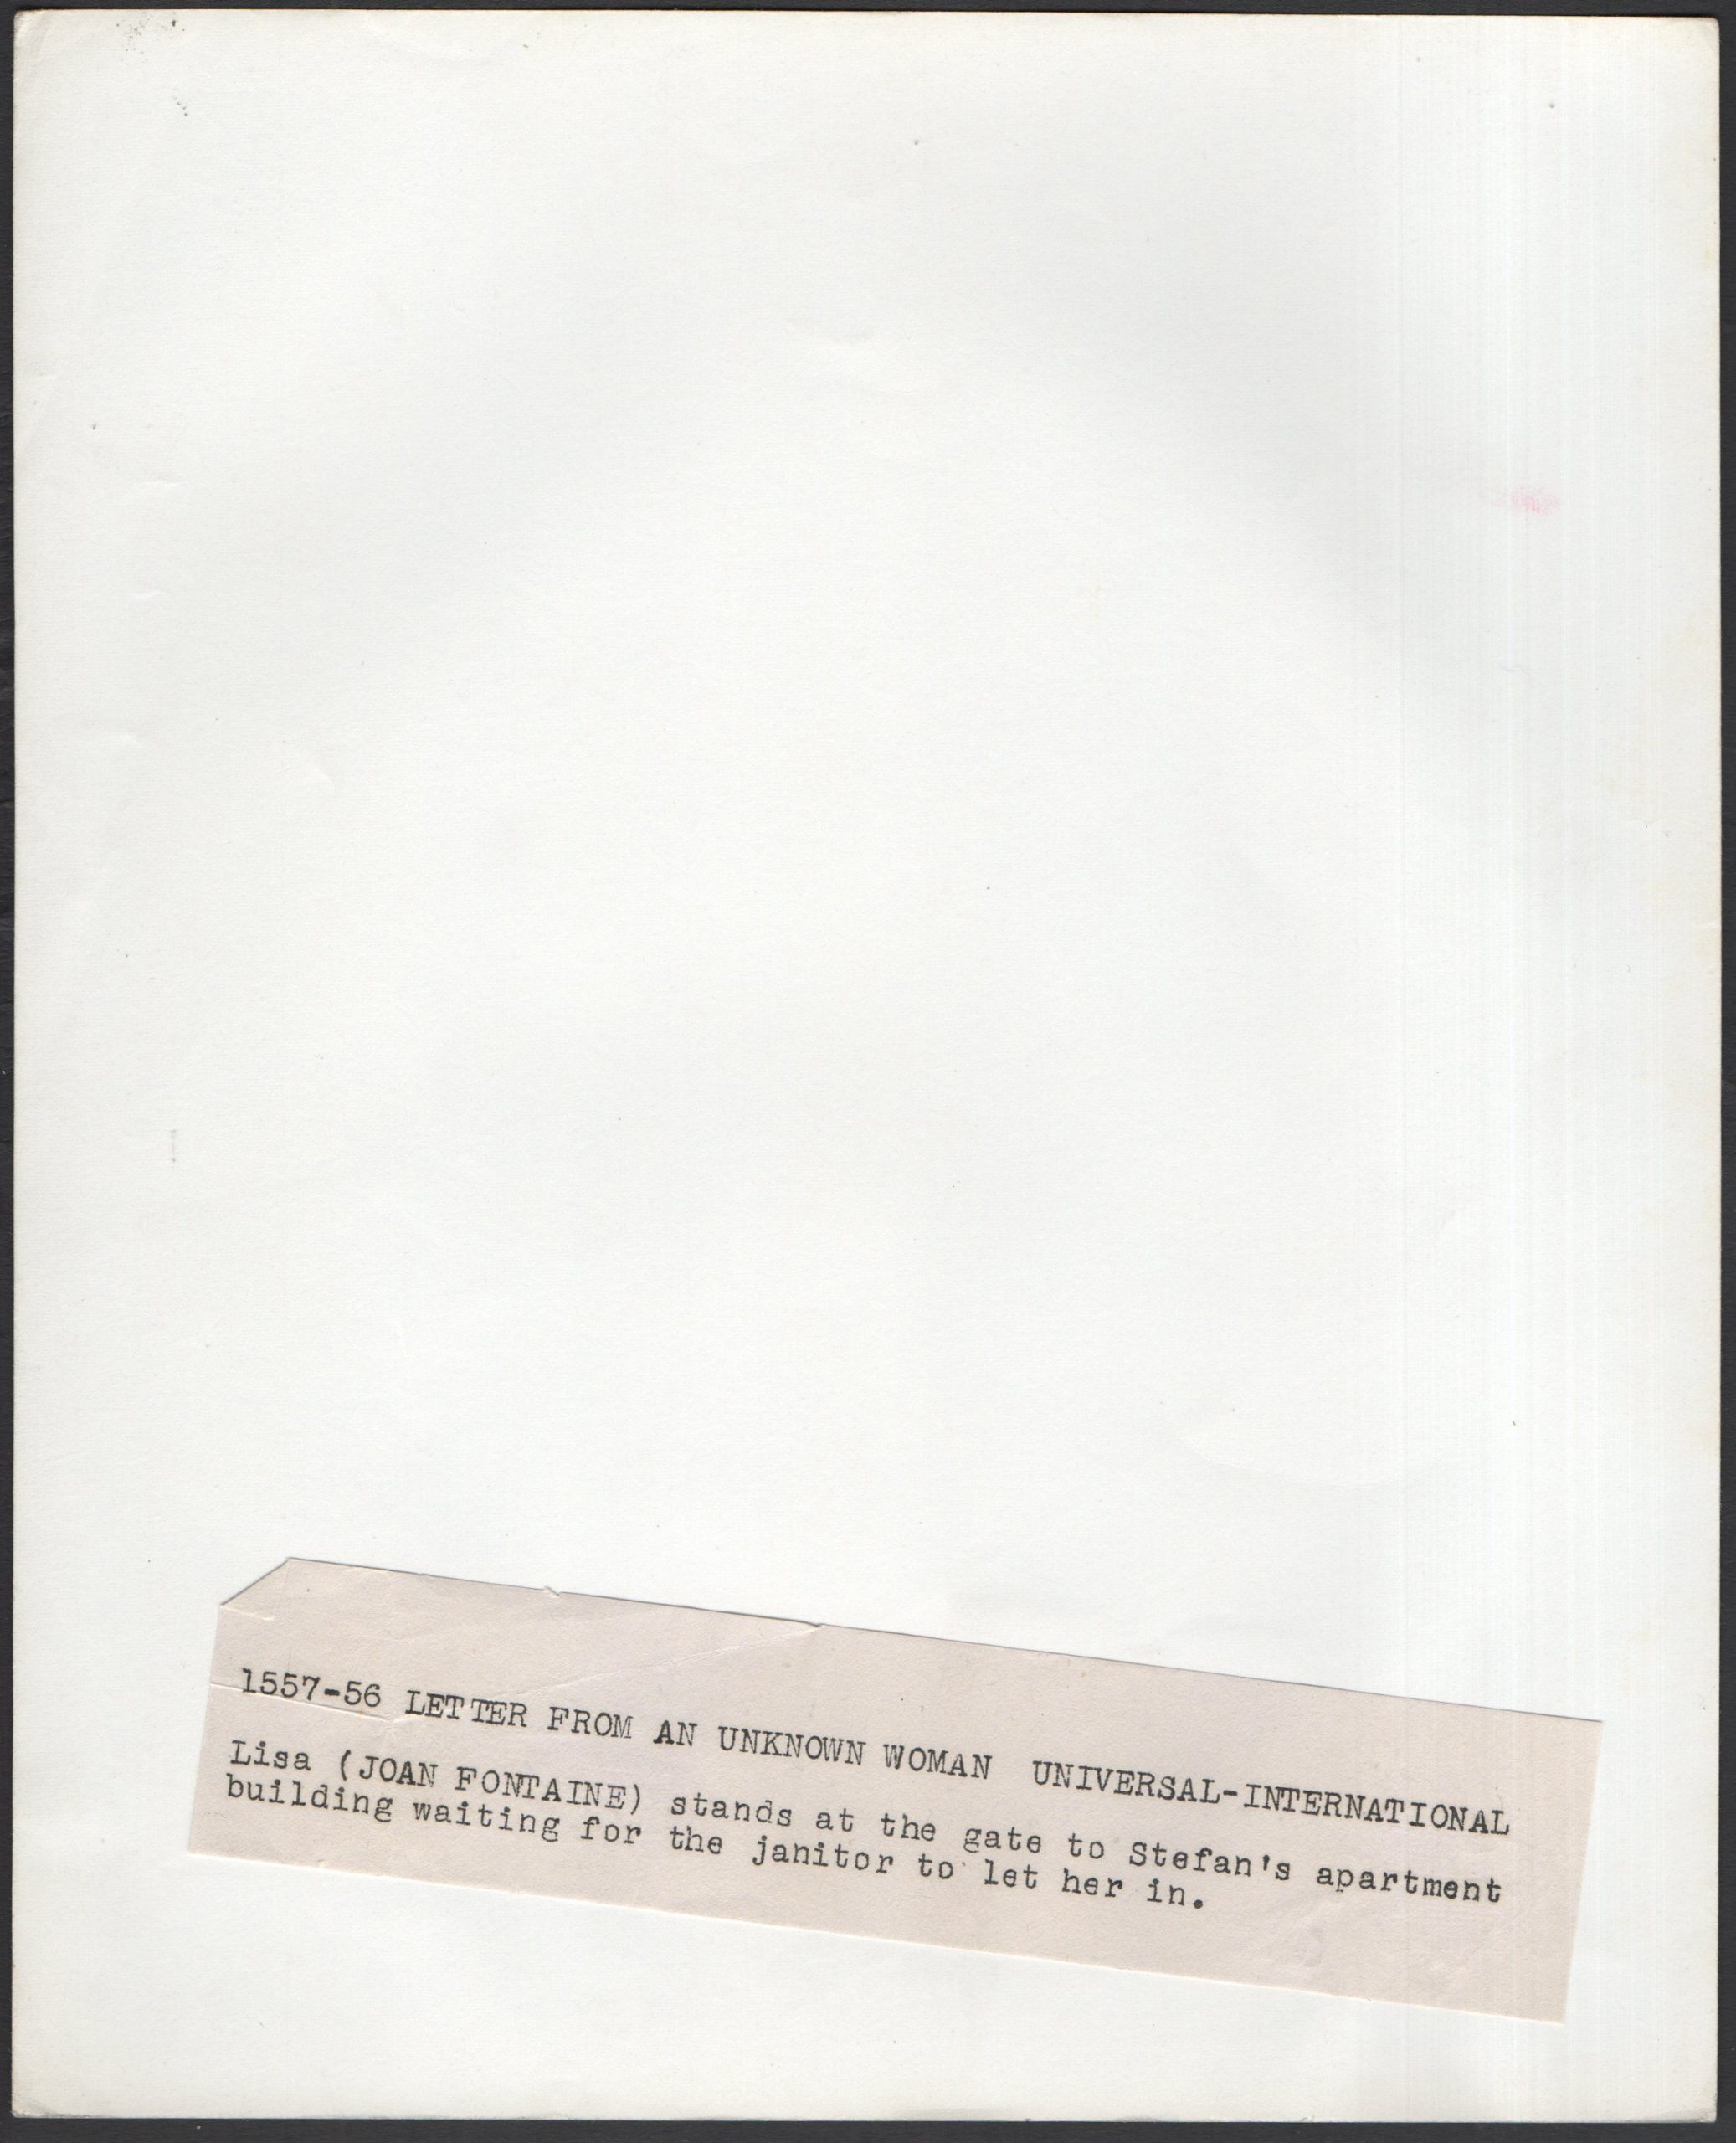 1557-56 LETTER FROM AN UNKNOWN WOMAN UNIVERSAL-INTERNATIONAL
Lisa (JOAN FONTAINE) stands at the gate to Stefan's apartment
building waiting for the janitor to let her in.